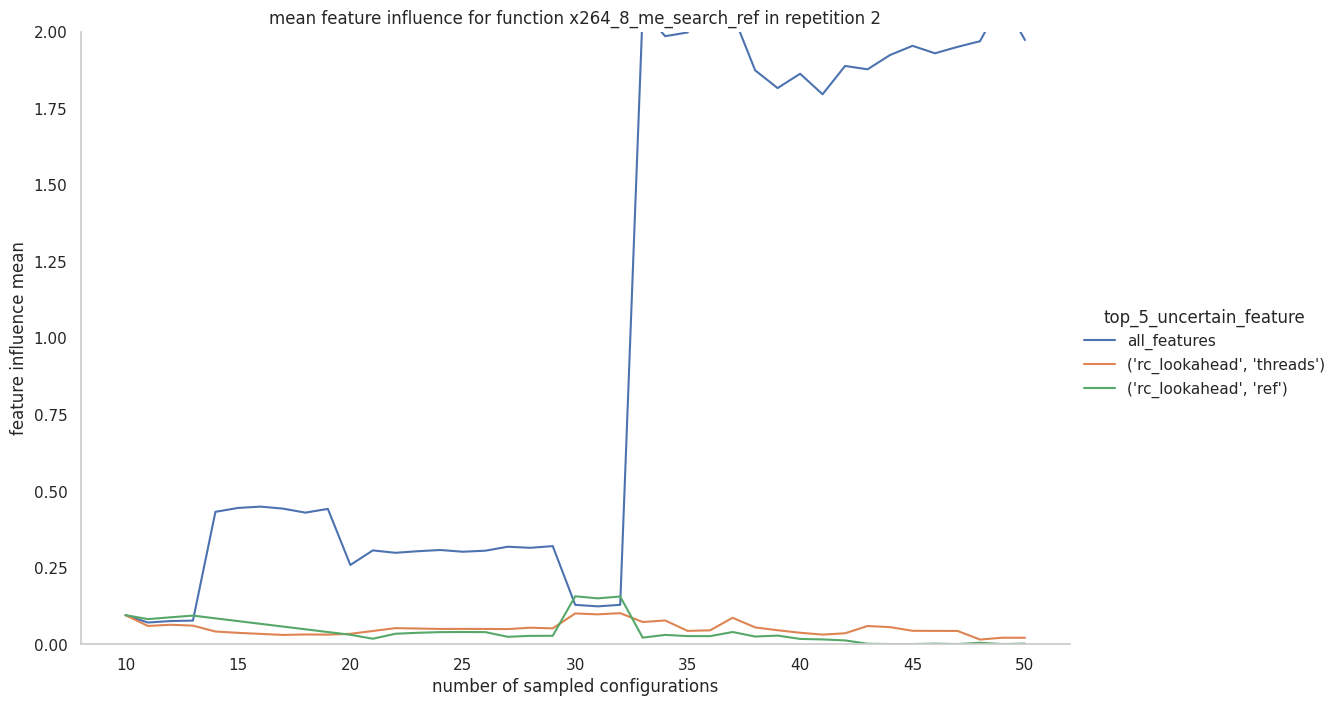 mean feature influence for function x264_8_me_search_ref in repetition 2
2.00
1.75
1.50
1.25
1.00
0.75
0.50
0.25
0.00
feature influence mean
10 15 20 25 30 35 40 45 50
number of sampled configurations
top_5_uncertain_feature
all_features
('rc_lookahead', 'threads')
('rc_lookahead', 'ref')